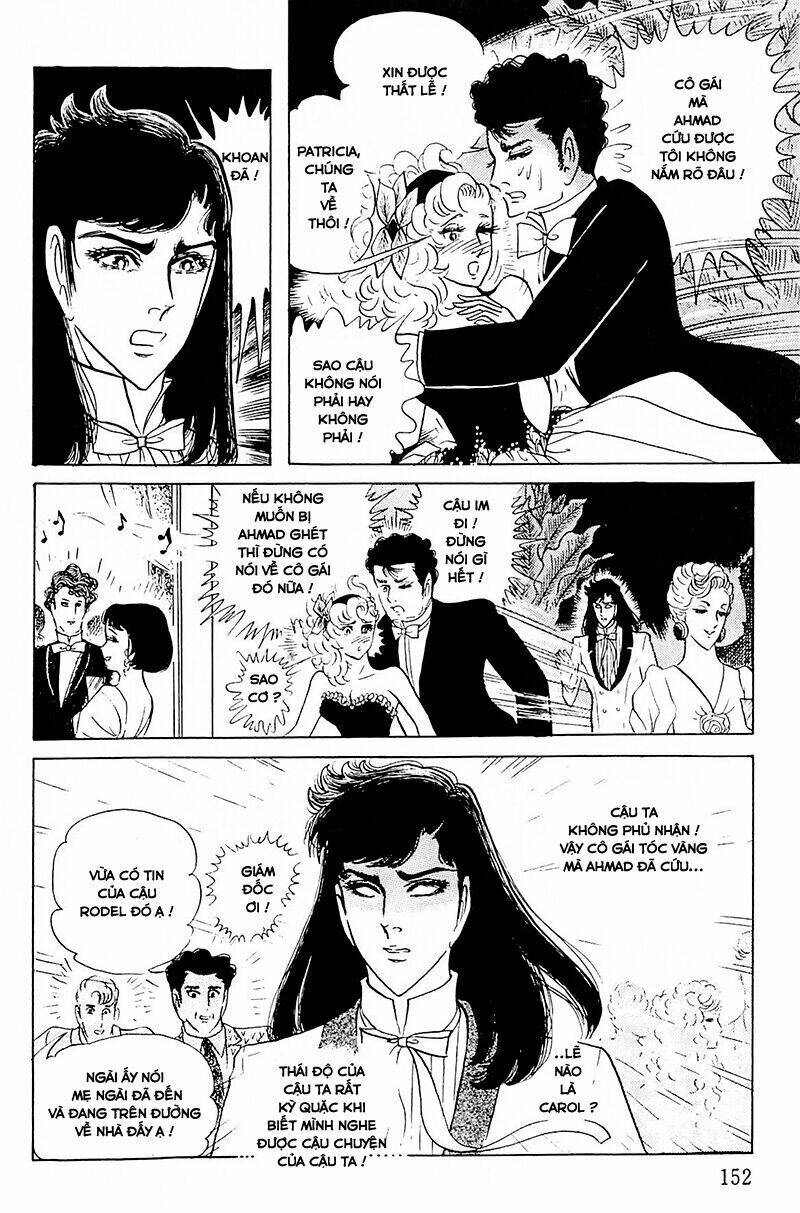 XIN ĐƯỢC
THẤT LỄ !
CÔ GÁI
MÀ
AHMAD
CỨU ĐƯỢC
TÔI KHÔNG
NẮM RÕ ĐÂU !
PATRICIA,
CHÚNG
TA
VỀ
THÔI !
SAO CẬU
KHÔNG NÓI
PHẢI HAY
KHÔNG
PHẢI !
KHOAN
ĐÃ !
NẾU KHÔNG
MUỐN BỊ
AHMAD GHÉT
THÌ ĐỪNG CÓ
NÓI VỀ CÔ GÁI
ĐÓ NỮA !
CẬU IM
ĐI !
ĐỪNG
NÓI GÌ
HẾT !
SAO
CƠ ?
CẬU TA
KHÔNG PHỦ NHẬN !
VẬY CÔ GÁI TÓC VÀNG
MÀ AHMAD ĐÃ CỨU...
GIÁM
ĐỐC
ƠI !
VỪA CÓ TIN
CỦA CẬU
RODEL ĐÓ Ạ !
..LẼ
NÀO
LÀ
CAROL ?
THÁI ĐỘ CỦA
CẬU TA RẤT
KỲ QUẶC KHI
BIẾT MÌNH NGHE
ĐƯỢC CẬU CHUYỆN
CỦA CẬU TA !
NGÀI ẤY NÓI
MẸ NGÀI ĐÃ ĐẾN
VÀ ĐANG TRÊN ĐƯỜNG
VỀ NHÀ ĐẤY Ạ !
152